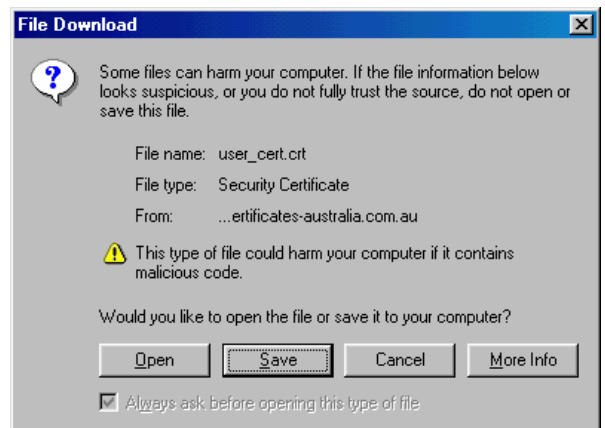 File Download
Some files can harm your computer. If the file information below
looks suspicious, or you do not fully trust the source, do not open or
save this file.
File name: user_cert.crt
File type: Security Certificate
From: ...ertificates-australia.com.au
This type of file could harm your computer if it contains
malicious code.
Would you like to open the file or save it to your computer?
Open Save Cancel More Info
Always ask before opening this type of file